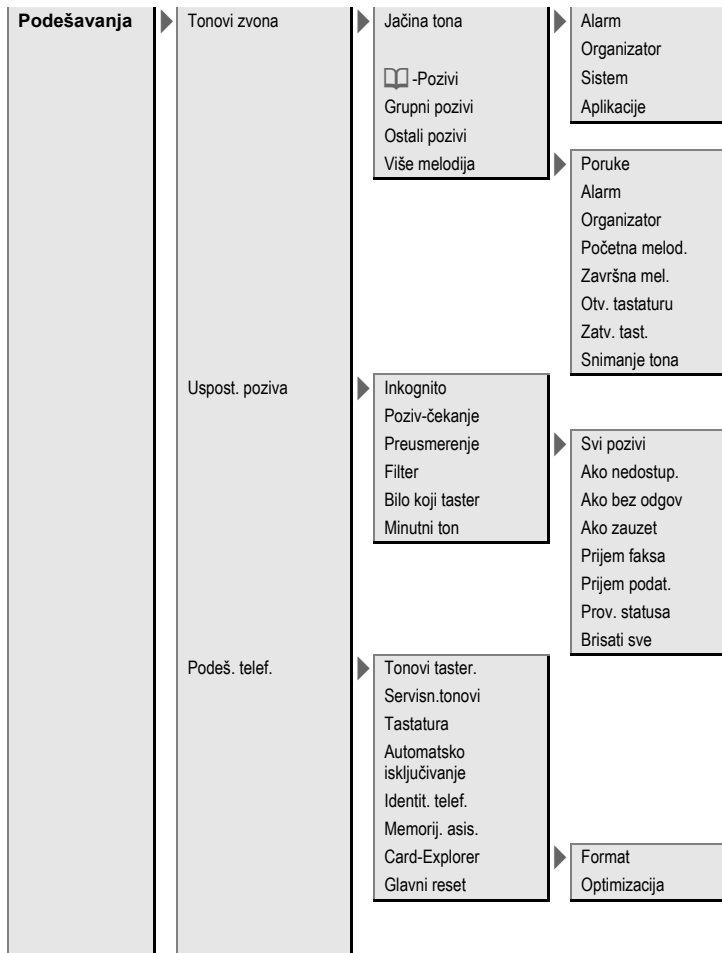 Podešavanja
Tonovi zvona
Jačina tona
Alarm
Organizator
Sistem
Aplikacije
-Pozivi
Grupni pozivi
Ostali pozivi
Više melodija
Poruke
Alarm
Organizator
Početna melod.
Završna mel.
Otv. tastaturu
Zatv. tast.
Snimanje tona
Uspost. poziva
Inkognito
Poziv-čekanje
Preusmerenje
Svi pozivi
Ako nedostup.
Ako bez odgov
Ako zauzet
Prijem faksa
Prijem podat.
Prov. statusa
Brisati sve
Filter
Bilo koji taster
Minutni ton
Podeš. telef.
Tonovi taster.
Servisn.tonovi
Tastatura
Automatsko
isključivanje
Identit. telef.
Memorij. asis.
Card-Explorer
Format
Optimizacija
Glavni reset